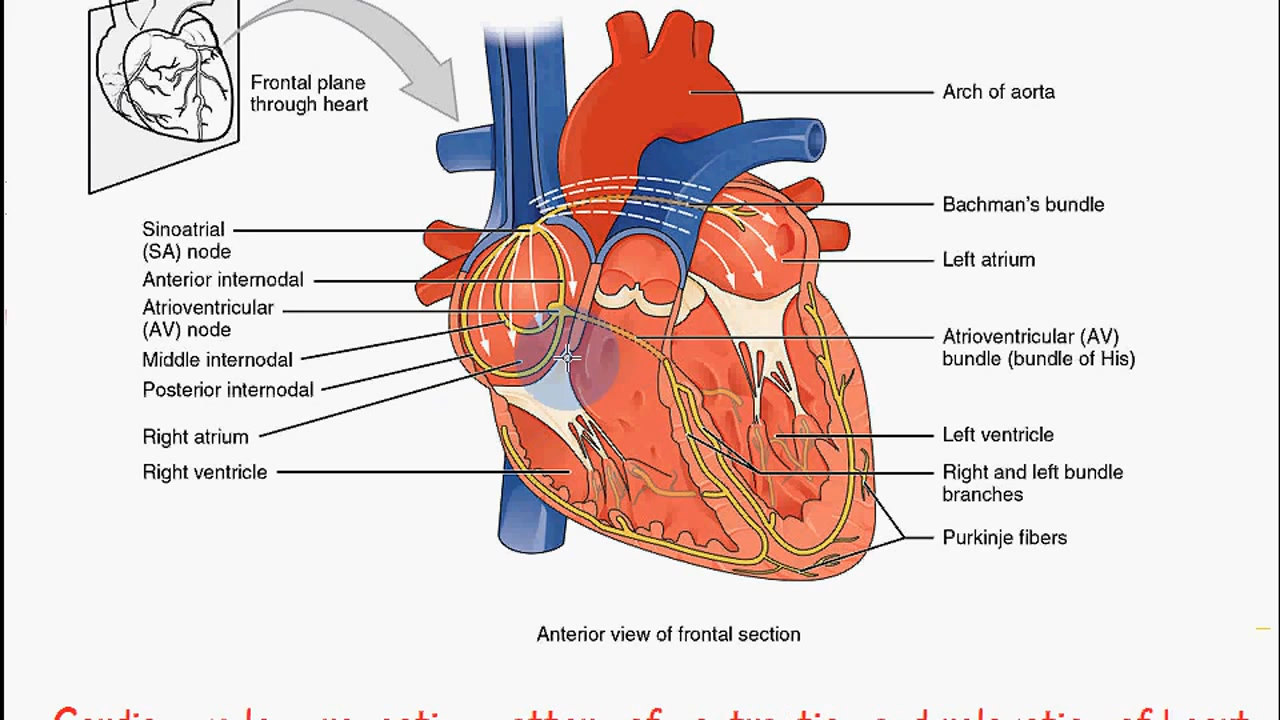 Frontal plane
through heart
Arch of aorta
Bachman's bundle
Sinoatrial
(SA) node
Left atrium
Anterior internodal
Atrioventricular
(AV) node
Atrioventricular (AV)
bundle (bundle of His)
Middle internodal
Posterior internodal
Right atrium
Left ventricle
Right ventricle
Right and left bundle
branches
Purkinje fibers
Anterior view of frontal section
of heart